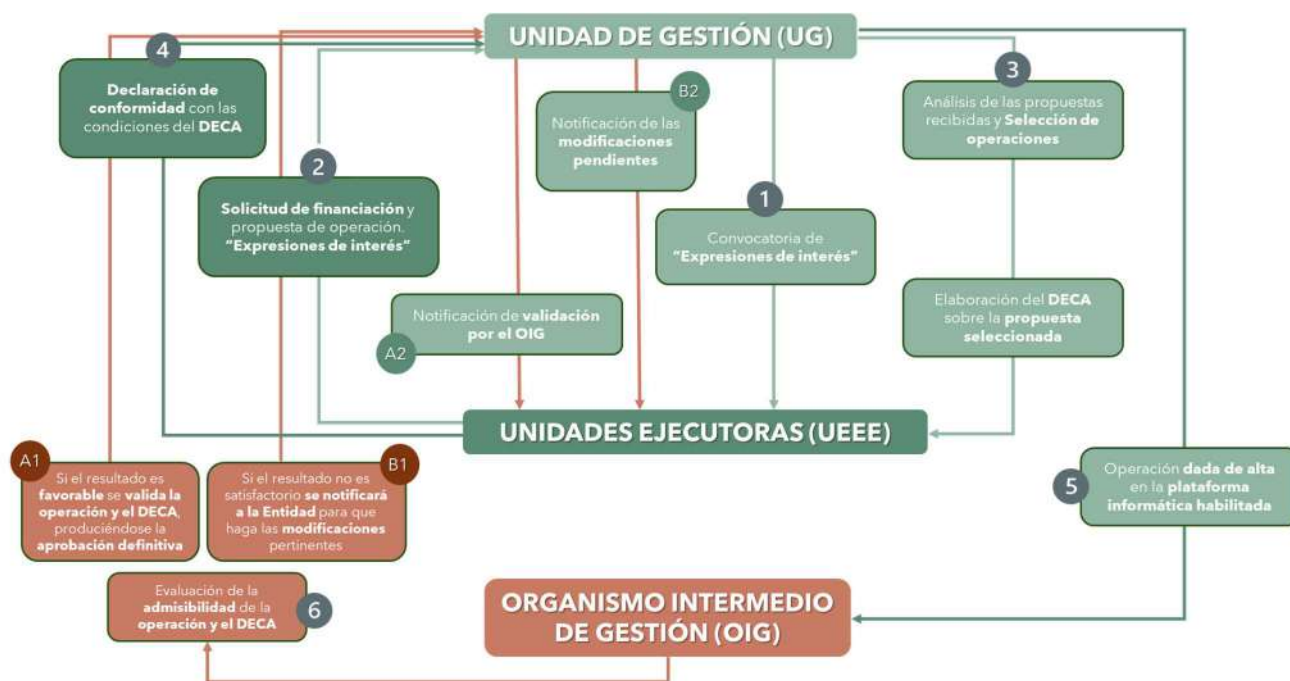 UNIDAD DE GESTIÓN (UG)
4
Declaración de
conformidad con las
condiciones del DECA
2
Solicitud de financiación y
propuesta de operación.
“Expresiones de interés”
B2
Notificación de las
modificaciones
pendientes
1
Convocatoria de
“Expresiones de interés”
3
Análisis de las propuestas
recibidas y Selección de
operaciones
Notificación de validación
por el OIG
A2
Elaboración del DECA
sobre la propuesta
seleccionada
UNIDADES EJECUTORAS (UEEE)
A1
Si el resultado es
favorable se valida la
operación y el DECA,
produciéndose la
aprobación definitiva
B1
Si el resultado no es
satisfactorio se notificará
a la Entidad para que
haga las modificaciones
pertinentes
5
Operación dada de alta
en la plataforma
informática habilitada
Evaluación de la
admisibilidad de la
operación y el DECA
6
ORGANISMO INTERMEDIO
DE GESTIÓN (OIG)